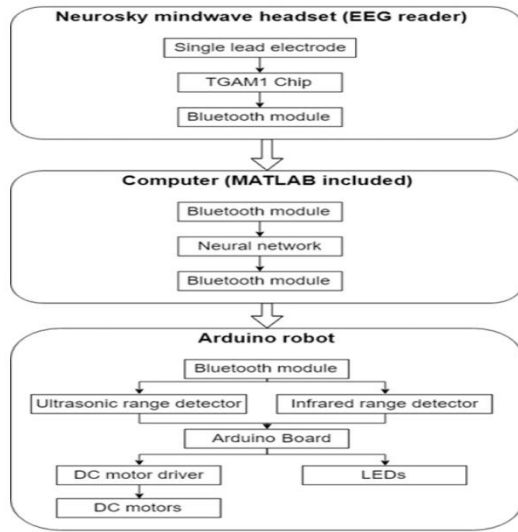 Neurosky mindwave headset (EEG reader)
Single lead electrode
TGAM1 Chip
Bluetooth module
Computer (MATLAB included)
Bluetooth module
Neural network
Bluetooth module
Arduino robot
Bluetooth module
Ultrasonic range detector
Infrared range detector
Arduino Board
DC motor driver
LEDs
DC motors